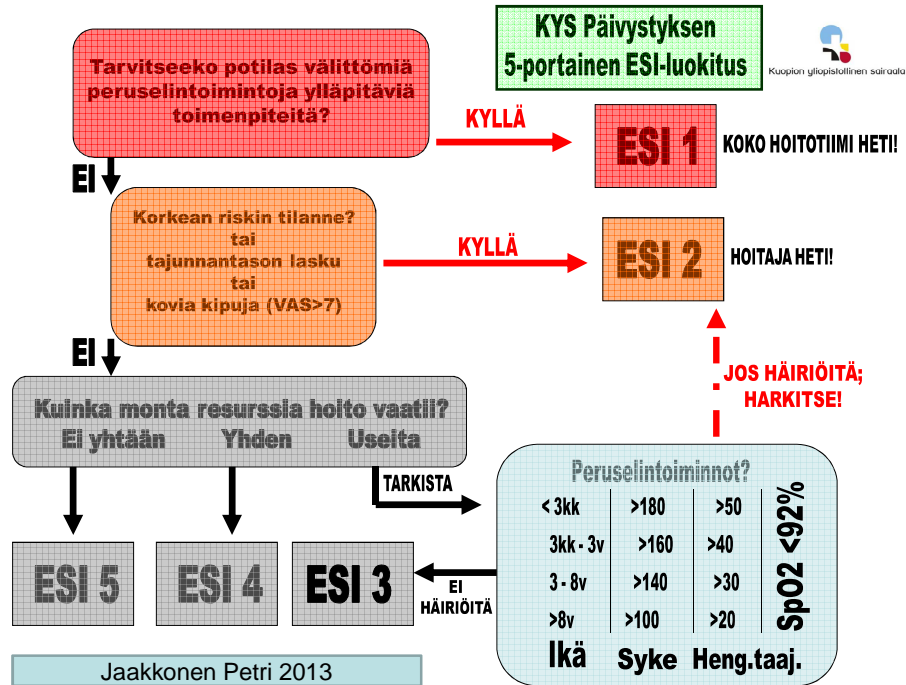 KYS Päivystyksen
5-portainen ESI-luokitus
Kuopion yliopistollinen sairaala
Tarvitseeko potilas välittömiä
peruselintoimintoja ylläpitäviä
toimenpiteitä?
KYLLÄ
ESI 1
KOKO HOITOTIIMI HETI!
EI
Korkean riskin tilanne?
tai
tajunnantason lasku
tai
kovia kipuja (VAS>7)
KYLLÄ
ESI 2
HOITAJA HETI!
EI
JOS HÄIRIÖITÄ;
HARKITSE!
Kuinka monta resurssia hoito vaatii?
Ei yhtään Yhden Useita
TARKISTA
Peruselintoiminnot?
< 3kk >180 >50
3kk - 3v >160 >40
3 - 8v >140 >30
>8v >100 >20
Ikä Syke Heng.taaj.
SpO2 <92%
EI
HÄIRIÖITÄ
ESI 5
ESI 4
ESI 3
Jaakkonen Petri 2013